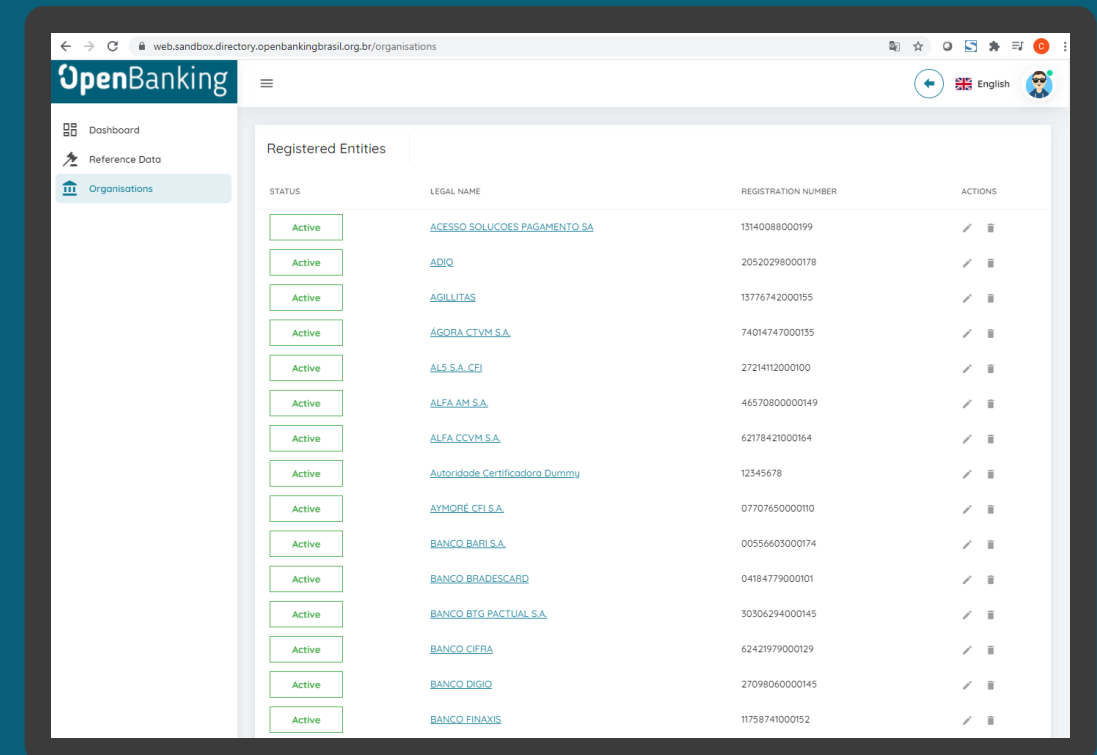 web.sandbox.directory.openbankingbrasil.org.br/organisations
C
OpenBanking
English
Dashboard
Reference Data
Organisations
Registered Entities
STATUS LEGAL NAME REGISTRATION NUMBER ACTIONS
Active ACESSO SOLUCOES PAGAMENTO SA 13140088000199
Active ADIQ 20520298000178
Active AGILLITAS 13776742000155
Active ÁGORA CTVM S.A. 74014747000135
Active AL5 S.A. CFI 27214112000100
Active ALFA AM S.A. 46570800000149
Active ALFA CCVM S.A. 62178421000164
Active Autoridade Certificadora Dummy 12345678
Active AYMORÉ CFI S.A. 07707650000110
Active BANCO BARI S.A. 00556603000174
Active BANCO BRADESCARD 04184779000101
Active BANCO BTG PACTUAL S.A. 30306294000145
Active BANCO CIFRA 62421979000129
Active BANCO DIGIO 27098060000145
Active BANCO FINAXIS 11758741000152